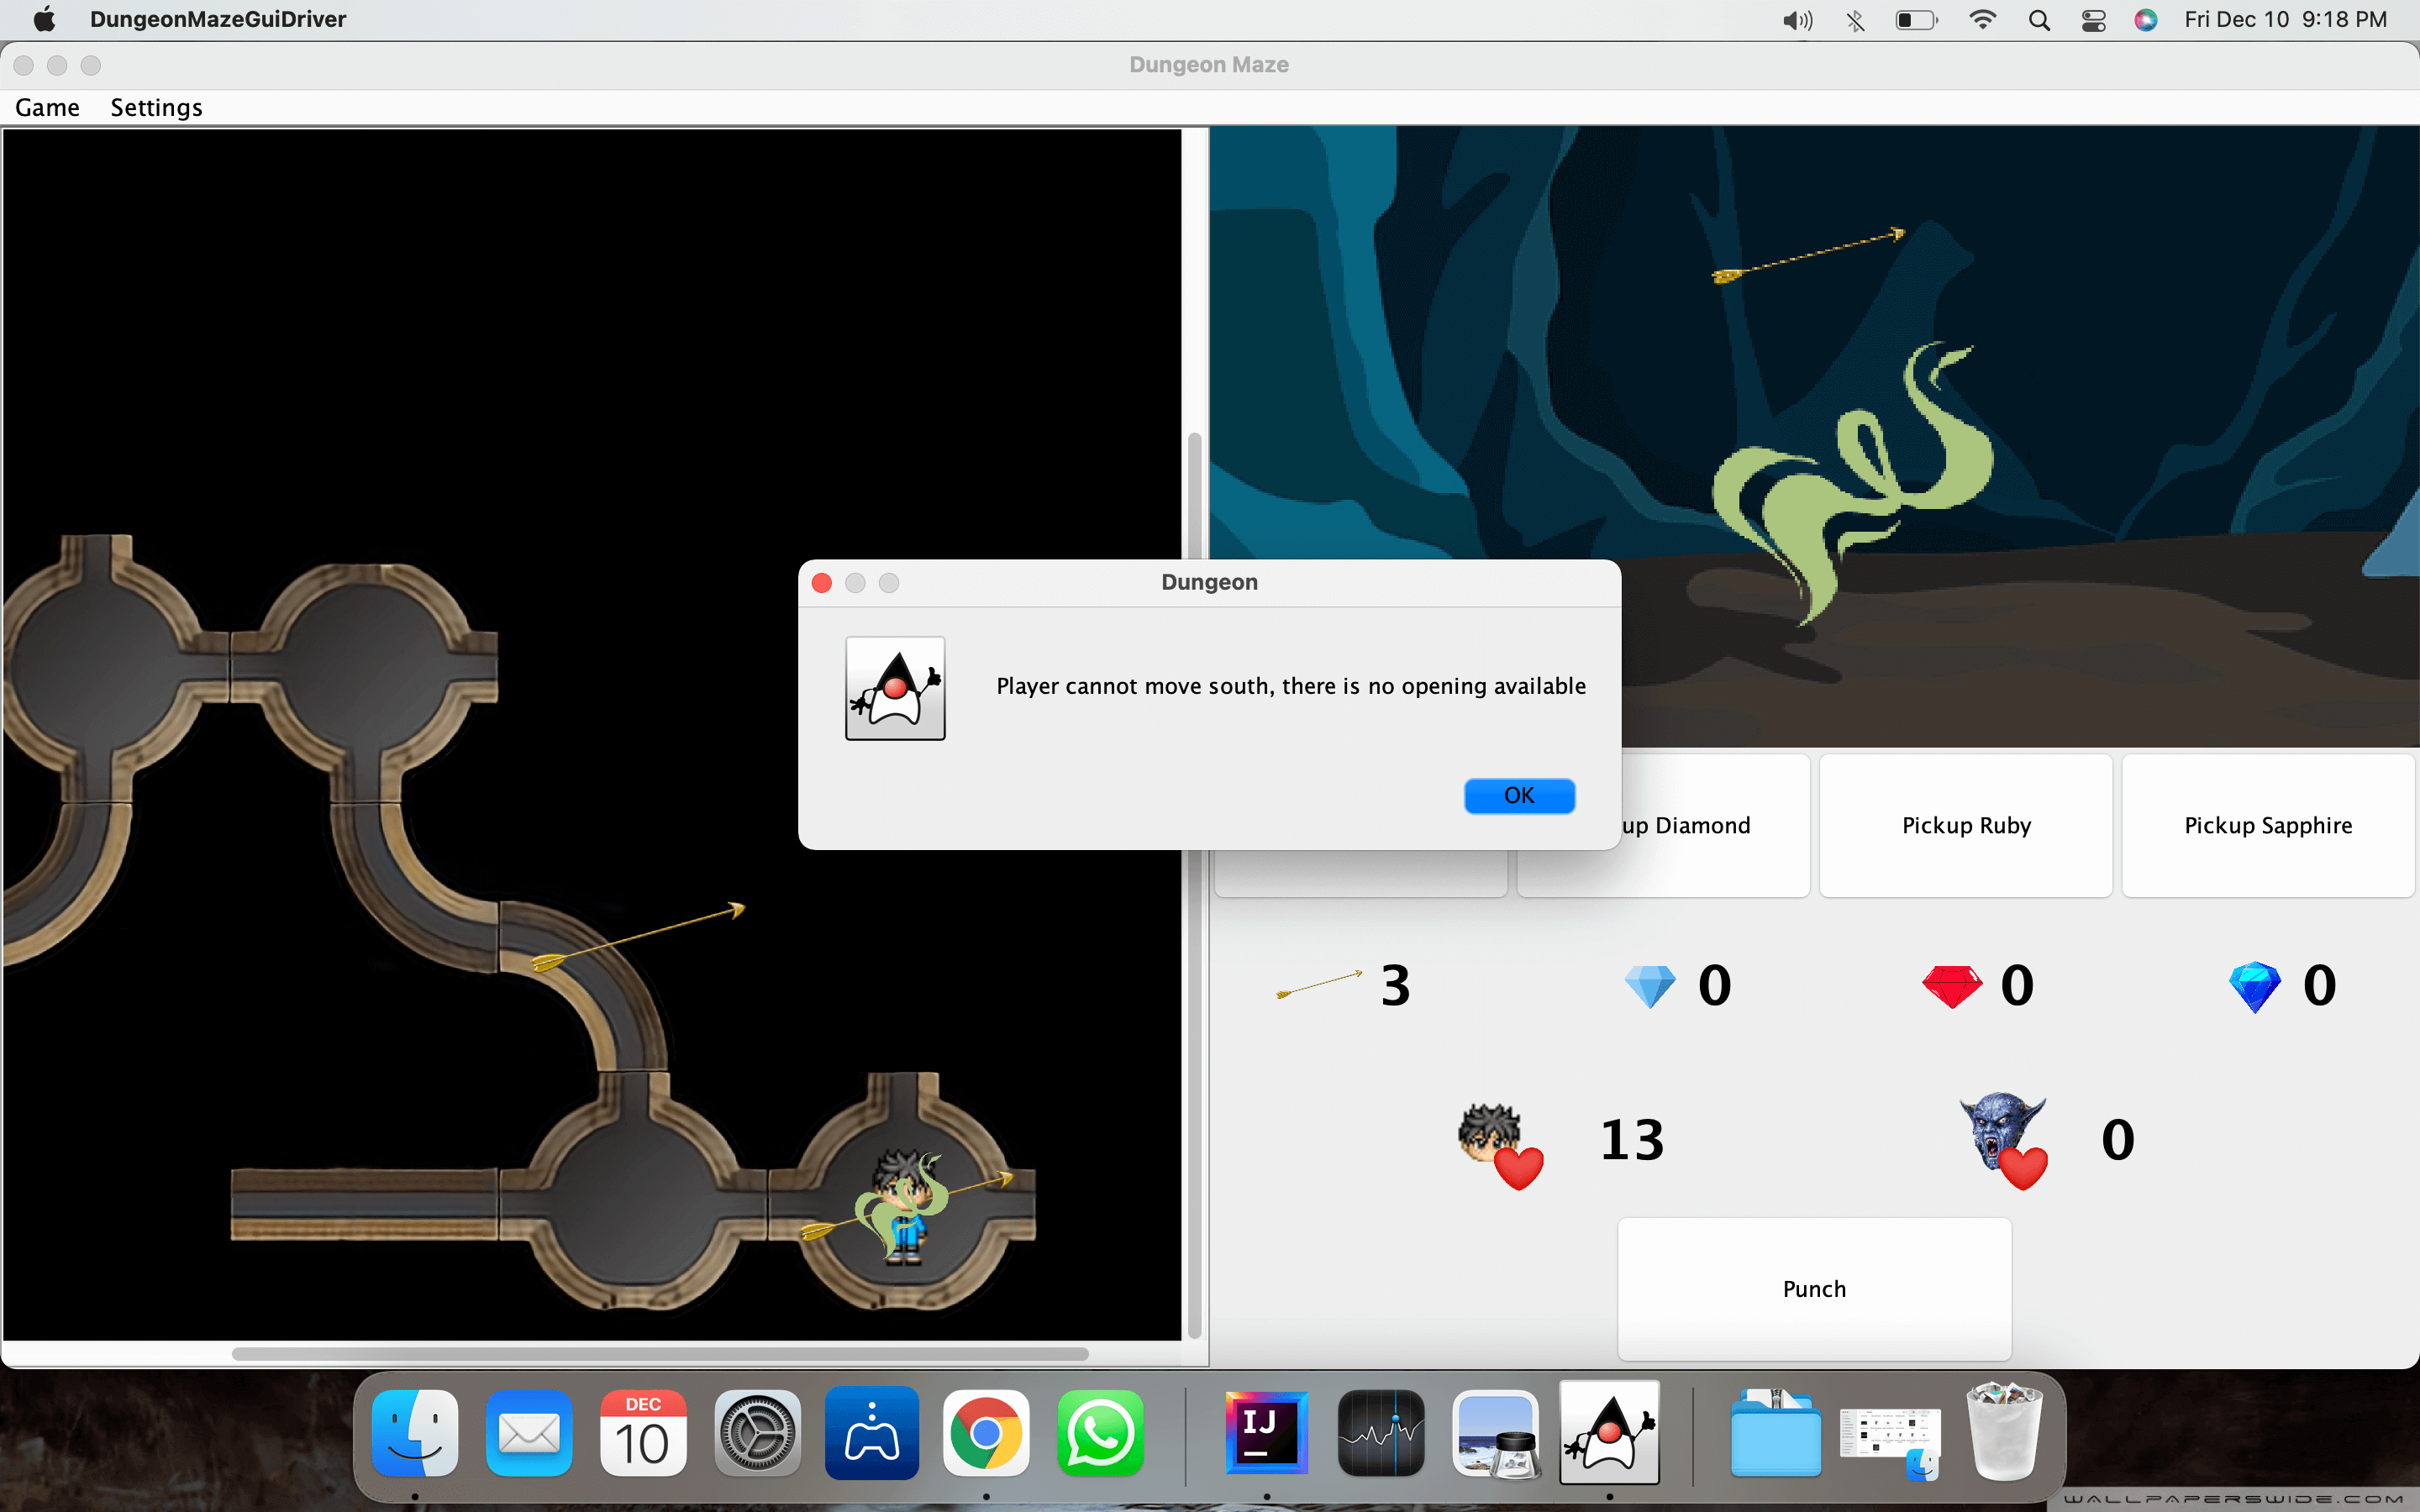 DungeonMazeGuiDriver
Fri Dec 10 9:18 PM
Dungeon Maze
Game Settings
Dungeon
Player cannot move south, there is no opening available
OK
up Diamond
Pickup Ruby
Pickup Sapphire
3
0
0
0
13
0
Punch
DEC
10
IJ
WALLPAPERSWIDE.COM